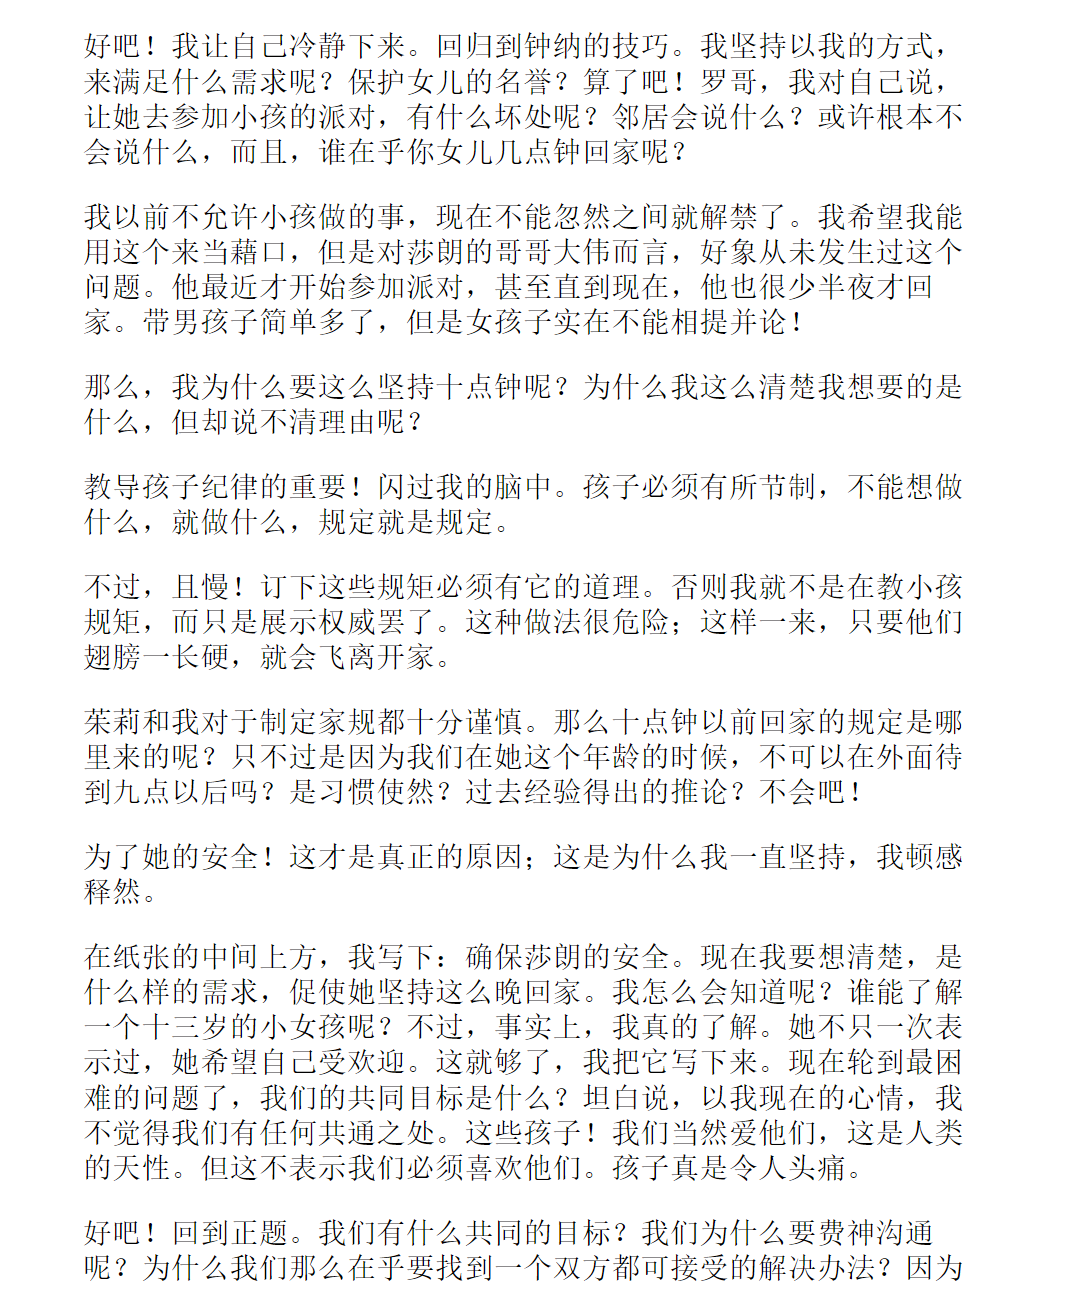 好吧！我让自己冷静下来。回归到钟纳的技巧。我坚持以我的方式，
来满足什么需求呢？保护女儿的名誉？算了吧！罗哥，我对自己说，
让她去参加小孩的派对，有什么坏处呢？邻居会说什么？或许根本不
会说什么，而且，谁在乎你女儿几点钟回家呢？
我以前不允许小孩做的事，现在不能忽然之间就解禁了。我希望我能
用这个来当藉口，但是对莎朗的哥哥大伟而言，好象从未发生过这个
问题。他最近才开始参加派对，甚至直到现在，他也很少半夜才回
家。带男孩子简单多了，但是女孩子实在不能相提并论！
那么，我为什么要这么坚持十点钟呢？为什么我这么清楚我想要的是
什么，但却说不清理由呢？
教导孩子纪律的重要！闪过我的脑中。孩子必须有所节制，不能想做
什么，就做什么，规定就是规定。
不过，且慢！订下这些规矩必须有它的道理。否则我就不是在教小孩
规矩，而只是展示权威罢了。这种做法很危险；这样一来，只要他们
翅膀一长硬，就会飞离开家。
茱莉和我对于制定家规都十分谨慎。那么十点钟以前回家的规定是哪
里来的呢？只不过是因为我们在她这个年龄的时候，不可以在外面待
到九点以后吗？是习惯使然？过去经验得出的推论？不会吧！
为了她的安全！这才是真正的原因；这是为什么我一直坚持，我顿感
释然。
在纸张的中间上方，我写下：确保莎朗的安全。现在我要想清楚，是
什么样的需求，促使她坚持这么晚回家。我怎么会知道呢？谁能了解
一个十三岁的小女孩呢？不过，事实上，我真的了解。她不只一次表
示过，她希望自己受欢迎。这就够了，我把它写下来。现在轮到最困
难的问题了，我们的共同目标是什么？坦白说，以我现在的心情，我
不觉得我们有任何共通之处。这些孩子！我们当然爱他们，这是人类
的天性。但这不表示我们必须喜欢他们。孩子真是令人头痛。
好吧！回到正题。我们有什么共同的目标？我们为什么要费神沟通
呢？为什么我们那么在乎要找到一个双方都可接受的解决办法？因为